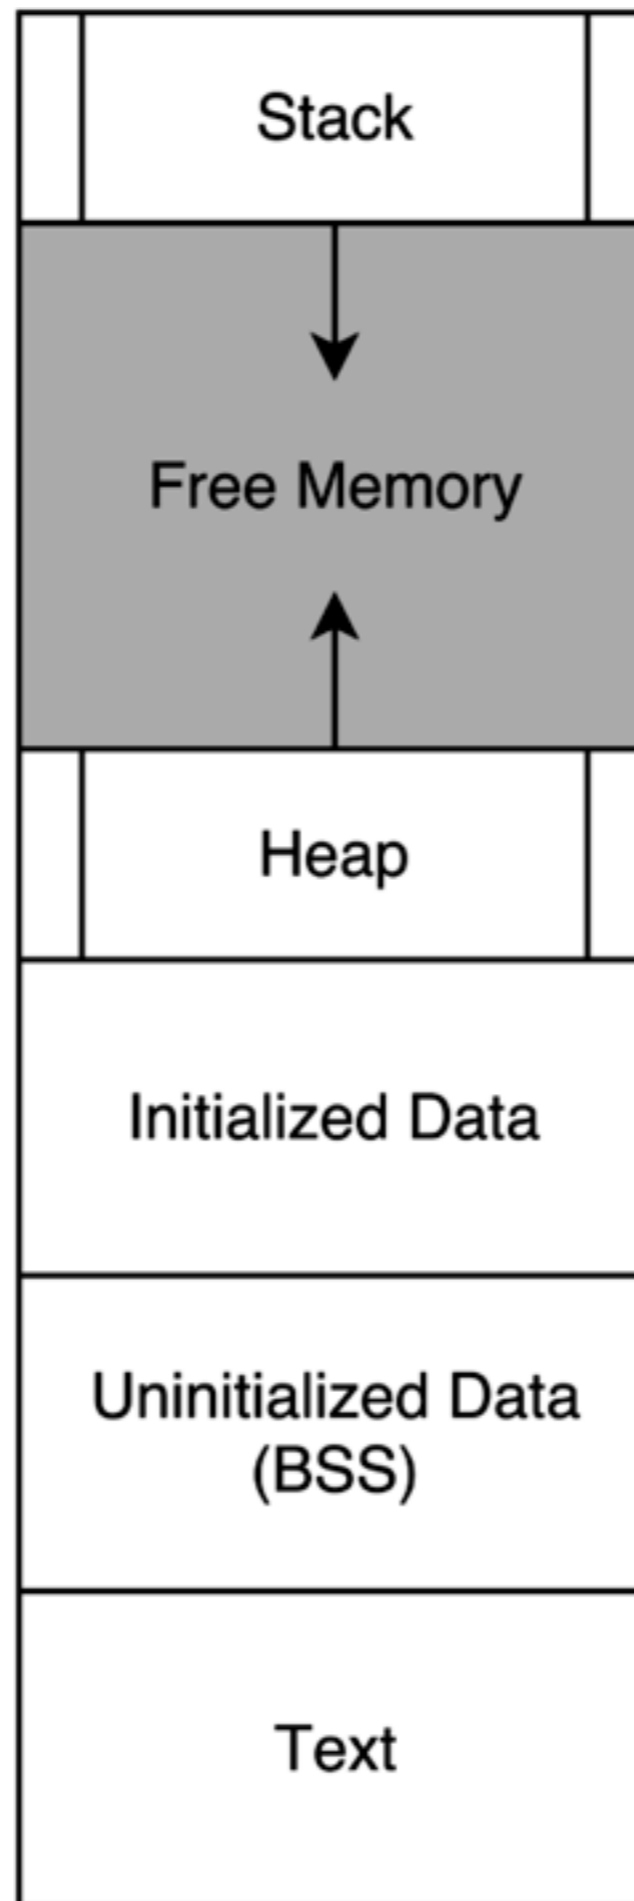 Stack
Free Memory
Heap
Initialized Data
Uninitialized Data
(BSS)
Text